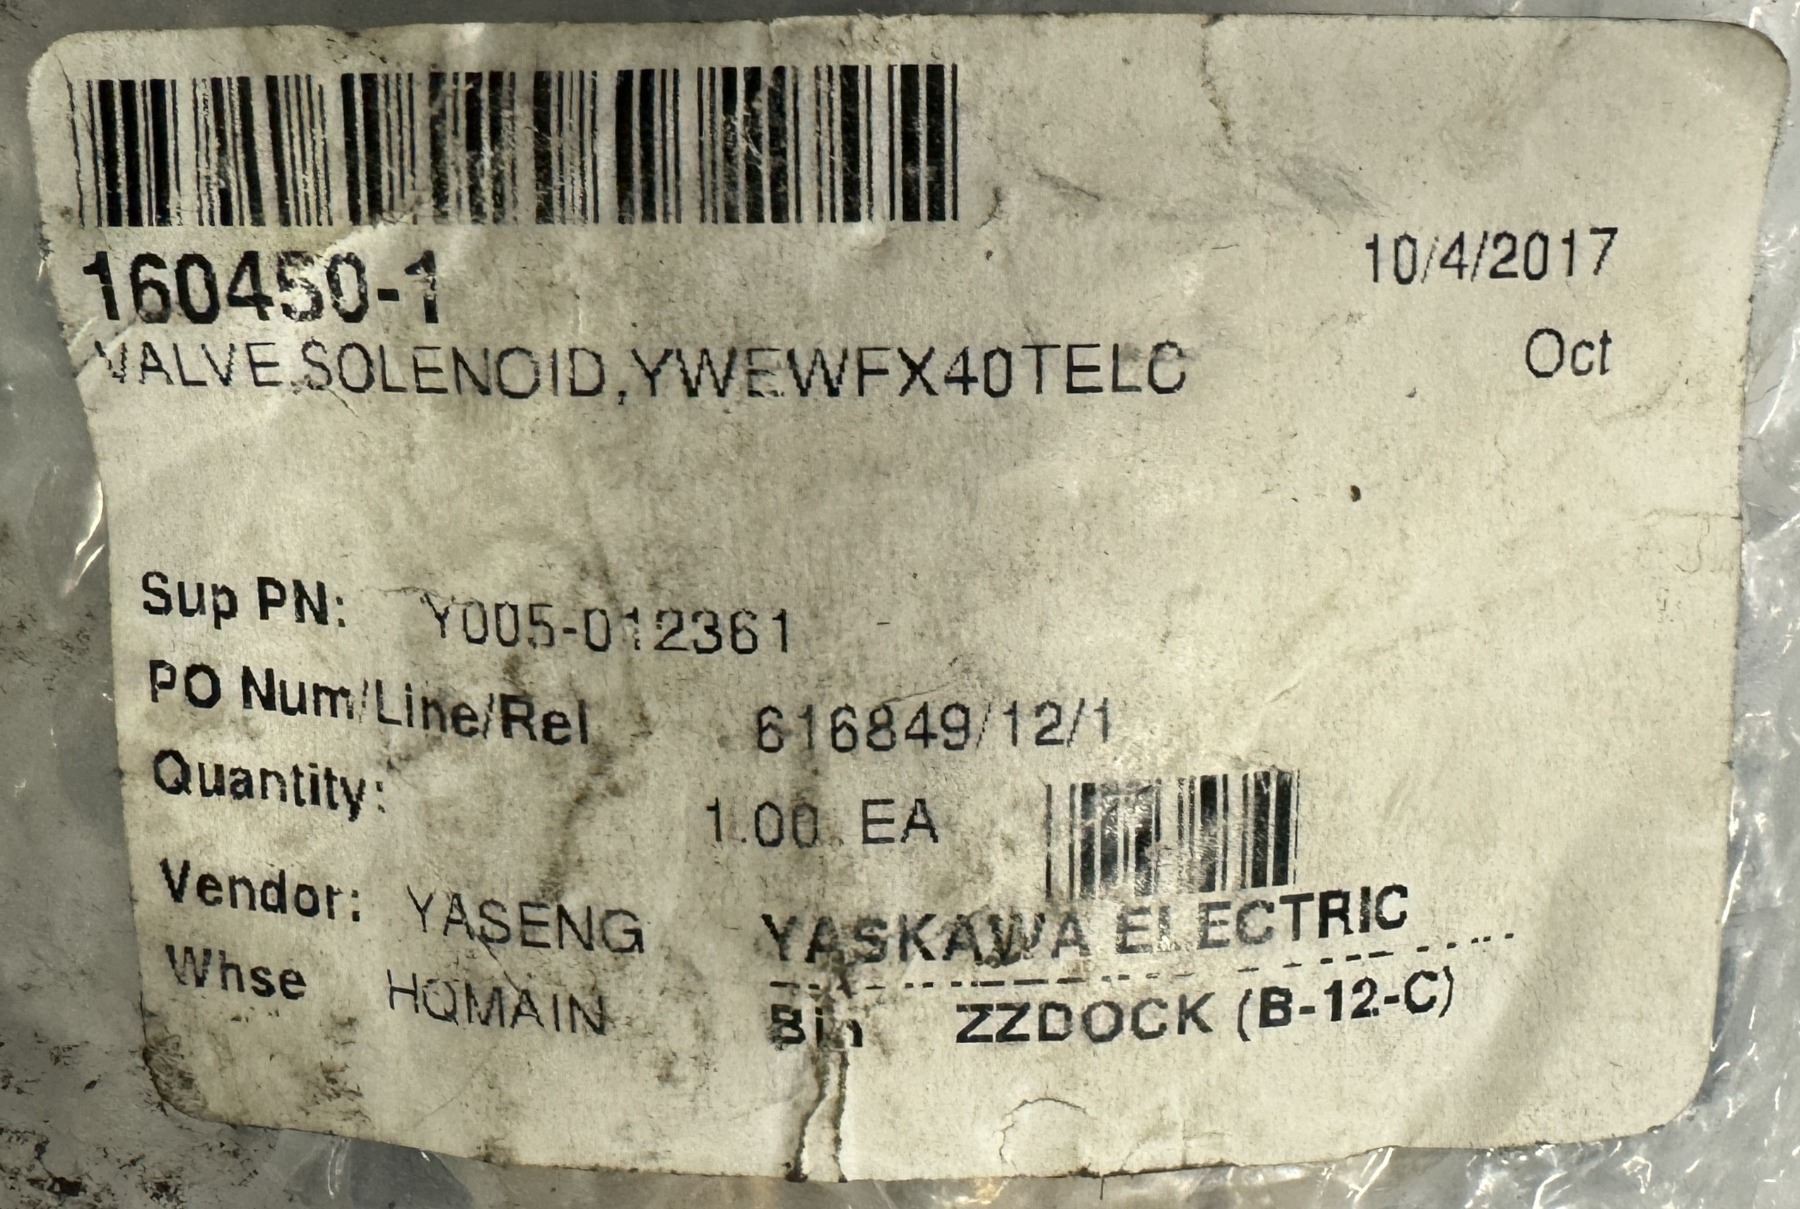 160450-1
10/4/2017
VALVE,SOLENOID,YWEWFX40TELC
Oct
Sup PN: Y005-012361
PO Num/Line/Rel 616849/12/1
Quantity: 1.00 EA
Vendor: YASENG YASKAWA ELECTRIC
Whse HQMAIN Bin ZZDOCK (B-12-C)